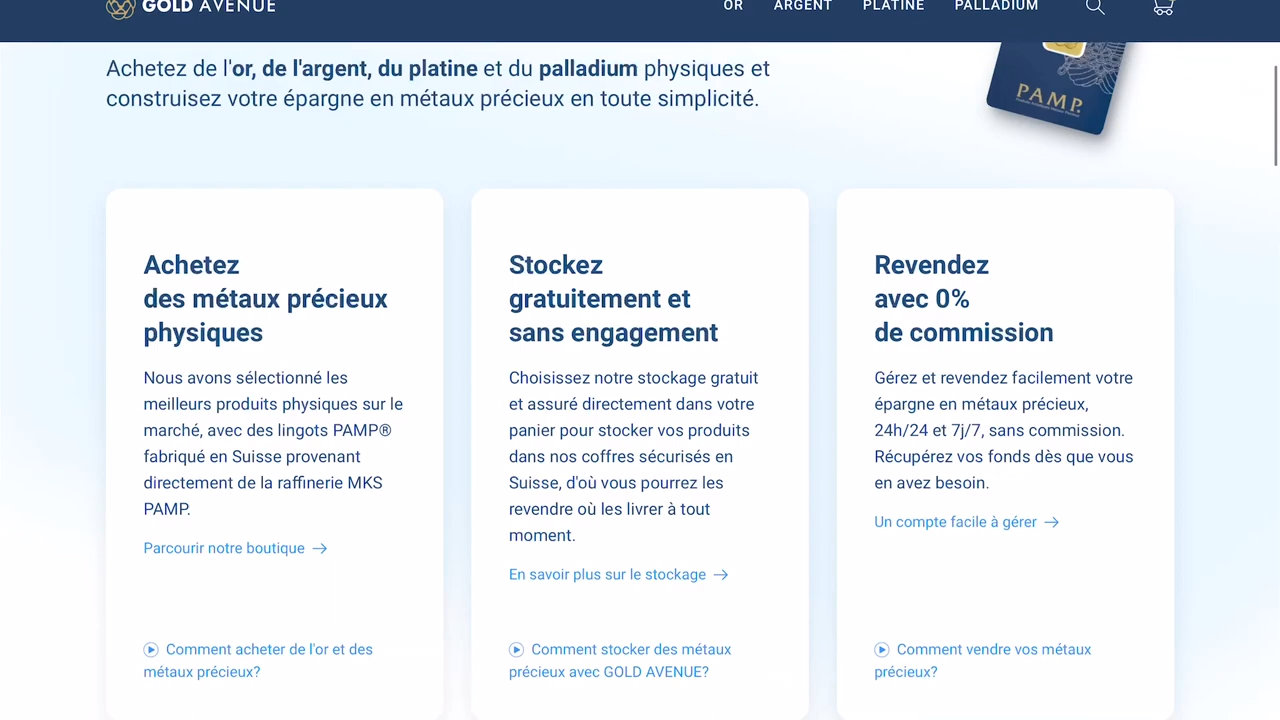 GOLD AVENUE
OR
ARGENT
PLATINE
PALLADIUM
Achetez de l'or, de l'argent, du platine et du palladium physiques et
construisez votre épargne en métaux précieux en toute simplicité.
PAMP.
Achetez
des métaux précieux
physiques
Nous avons sélectionné les
meilleurs produits physiques sur le
marché, avec des lingots PAMP®
fabriqué en Suisse provenant
directement de la raffinerie MKS
PAMP.
Parcourir notre boutique
Comment acheter de l'or et des
métaux précieux?
Stockez
gratuitement et
sans engagement
Choisissez notre stockage gratuit
et assuré directement dans votre
panier pour stocker vos produits
dans nos coffres sécurisés en
Suisse, d'où vous pourrez les
revendre où les livrer à tout
moment.
En savoir plus sur le stockage
Comment stocker des métaux
précieux avec GOLD AVENUE?
Revendez
avec 0%
de commission
Gérez et revendez facilement votre
épargne en métaux précieux,
24h/24 et 7j/7, sans commission.
Récupérez vos fonds dès que vous
en avez besoin.
Un compte facile à gérer
Comment vendre vos métaux
précieux?